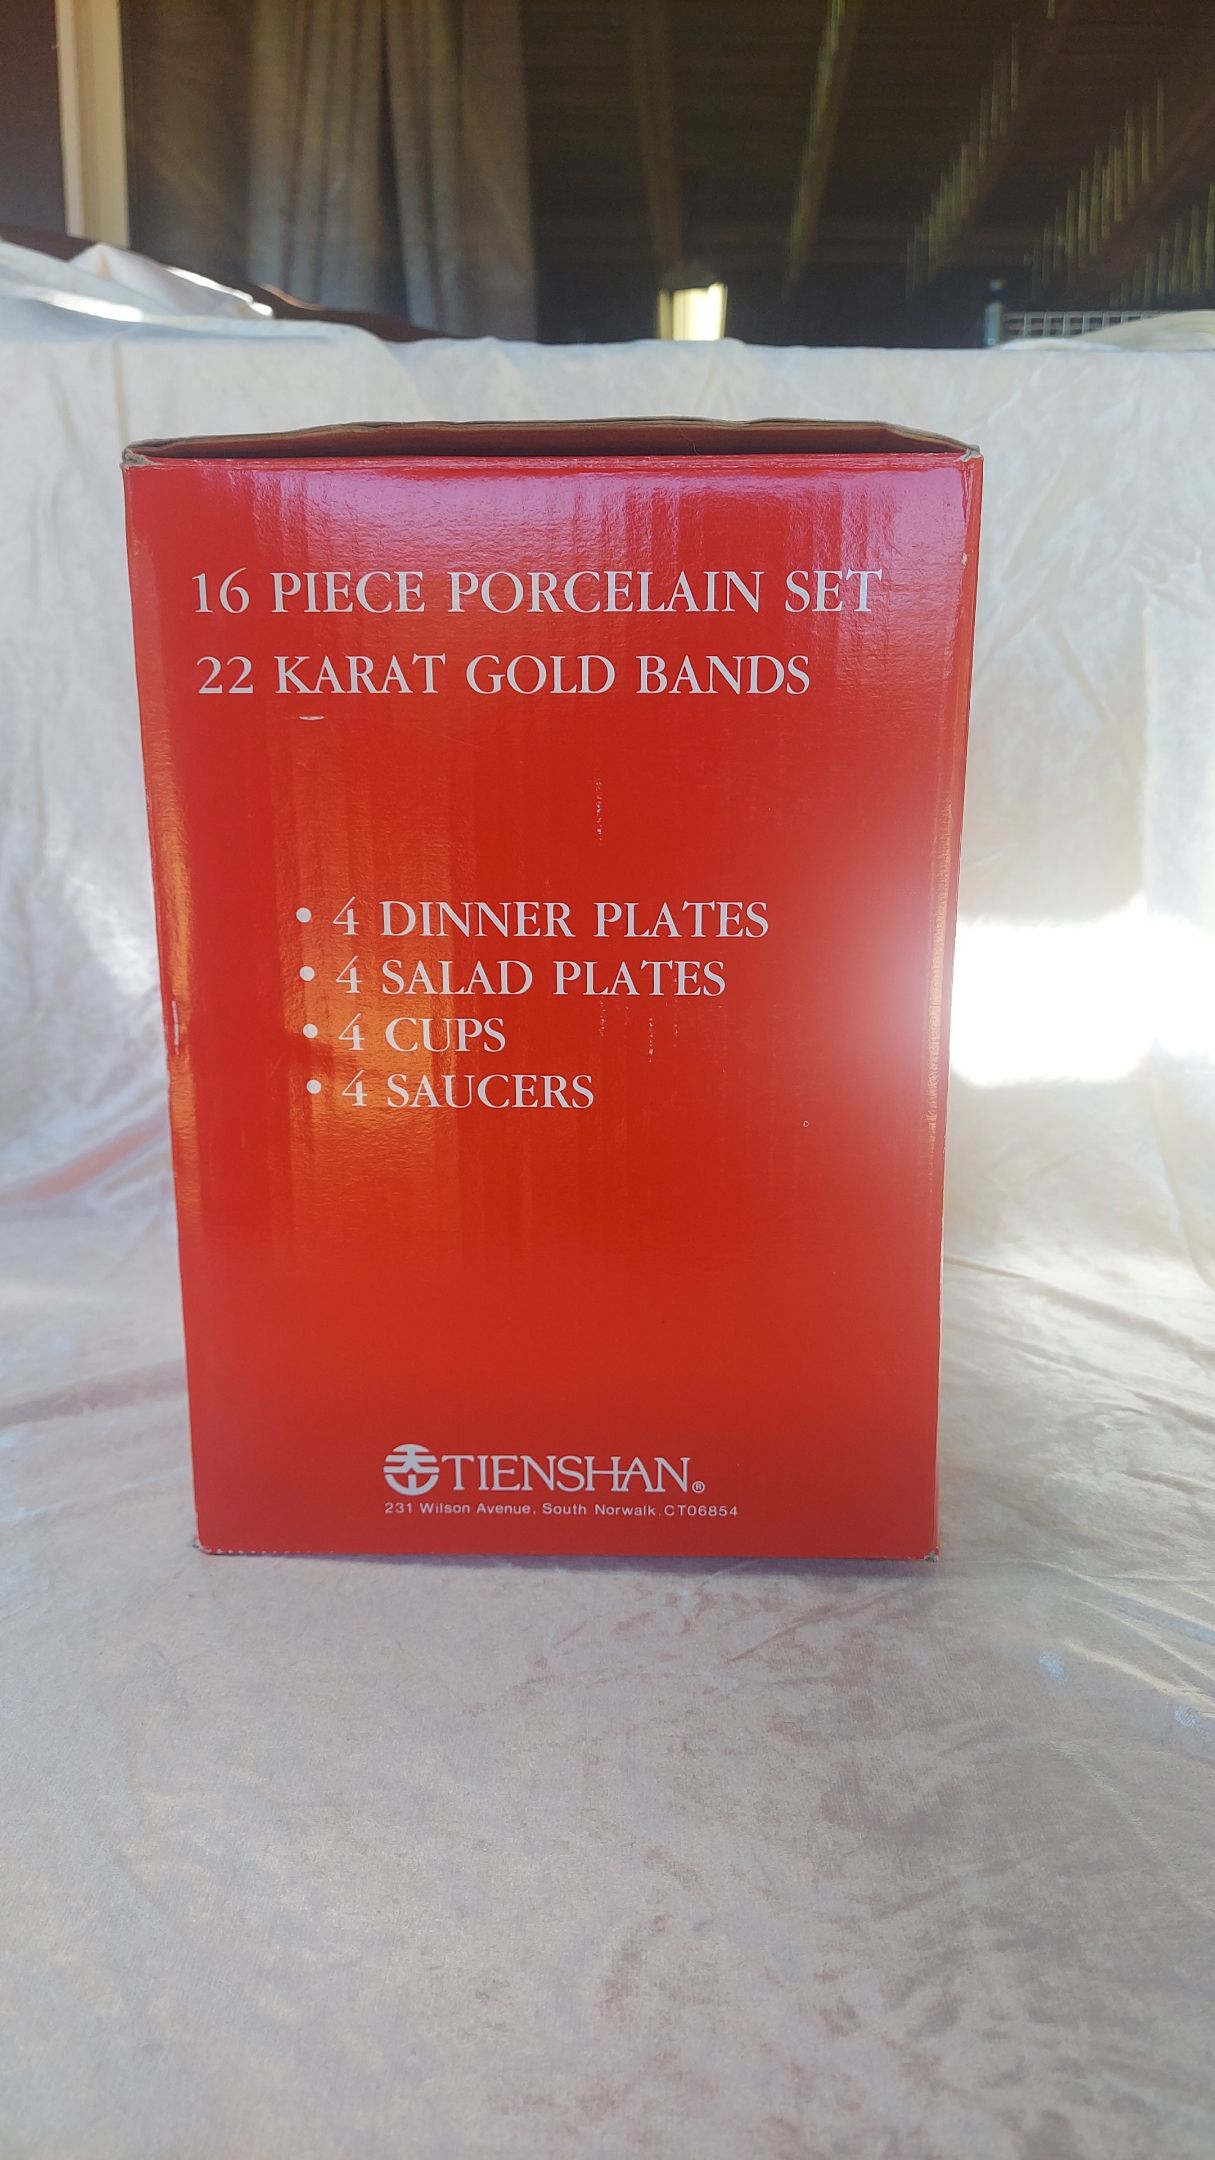 16 PIECE PORCELAIN SET
22 KARAT GOLD BANDS
• 4 DINNER PLATES
• 4 SALAD PLATES
• 4 CUPS
• 4 SAUCERS
TIENSHAN®
231 Wilson Avenue, South Norwalk, CT06854